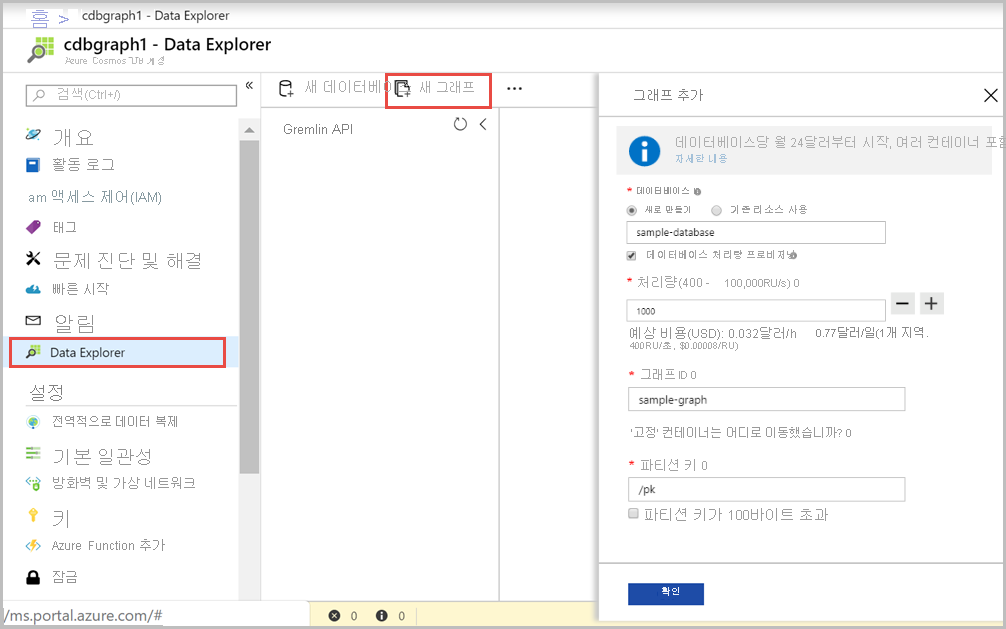 홈 > cdbgraph1 - Data Explorer
cdbgraph1 - Data Explorer
검색(Ctrl+/)
개요
활동 로그
am 액세스 제어(IAM)
태그
문제 진단 및 해결
빠른 시작
알림
Data Explorer
설정
전역적으로 데이터 복제
기본 일관성
방화벽 및 가상 네트워크
키
Azure Function 추가
잠금
/ms.portal.azure.com/#
새 데이터베이 새 그래프 ...
Gremlin API
0 0
그래프 추가
데이터베이스당 월 24달러부터 시작, 여러 컨테이너 포함
자세한 내용
* 데이터베이스
새로 만들기 기존 리소스 사용
sample-database
데이터베이스 처리량 프로비저닝
* 처리량(400 - 100,000RU/s) 0
1000
예상 비용(USD): 0.032달러/h 0.77달러/일(1개 지역.
400RU/초, $0.00008/RU)
* 그래프 ID 0
sample-graph
'고정' 컨테이너는 어디로 이동했습니까? 0
* 파티션 키 0
/pk
파티션 키가 100바이트 초과
확인